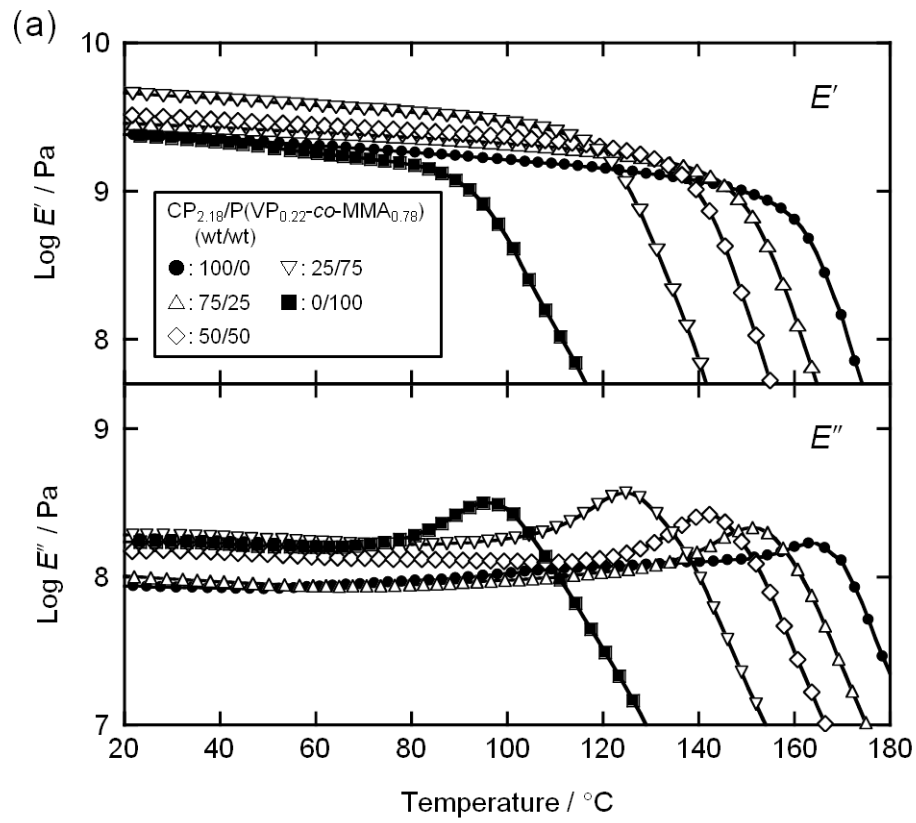 (a)
10
9
8
Log E′ / Pa
E′
CP2.18/P(VP0.22-co-MMA0.78)
(wt/wt)
●: 100/0 ▽: 25/75
△: 75/25 ■: 0/100
◇: 50/50
9
8
7
Log E″ / Pa
E″
20 40 60 80 100 120 140 160 180
Temperature / °C